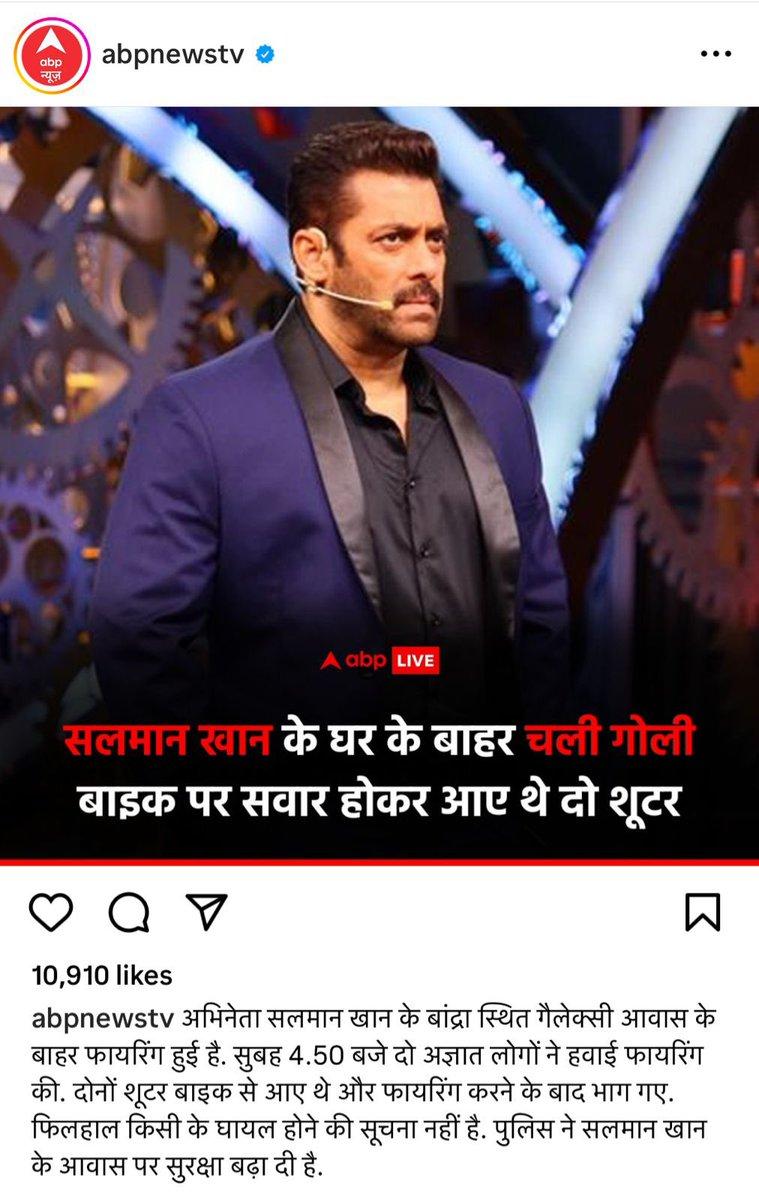 abp
न्यूज़
abpnewstv
abp LIVE
सलमान खान के घर के बाहर चली गोली
बाइक पर सवार होकर आए थे दो शूटर
10,910 likes
abpnewstv अभिनेता सलमान खान के बांद्रा स्थित गैलेक्सी आवास के
बाहर फायरिंग हुई है. सुबह 4.50 बजे दो अज्ञात लोगों ने हवाई फायरिंग
की. दोनों शूटर बाइक से आए थे और फायरिंग करने के बाद भाग गए.
फिलहाल किसी के घायल होने की सूचना नहीं है. पुलिस ने सलमान खान
के आवास पर सुरक्षा बढ़ा दी है.